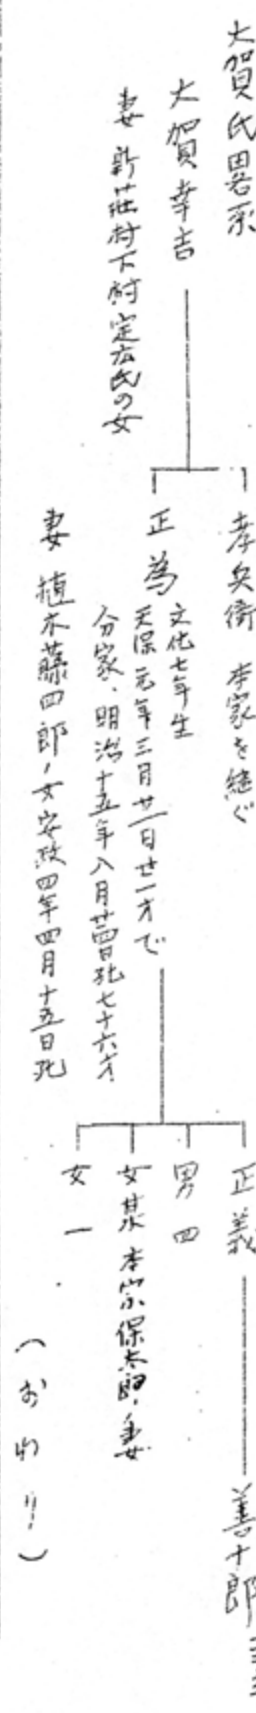 大賀氏畧系
大賀幸吉
妻 新荘村下村定広氏の女
孝兵衛 本家を継ぐ
正為 文化七年生
天保元年三月廿一日廿一才で
分家、明治十五年八月廿四日死七十六才
妻 植木藤四郎ノ女安政四年四月十五日死
正義
善十郎
男 四
女某 本宗保太郎ノ妻
女 一
(おわり)